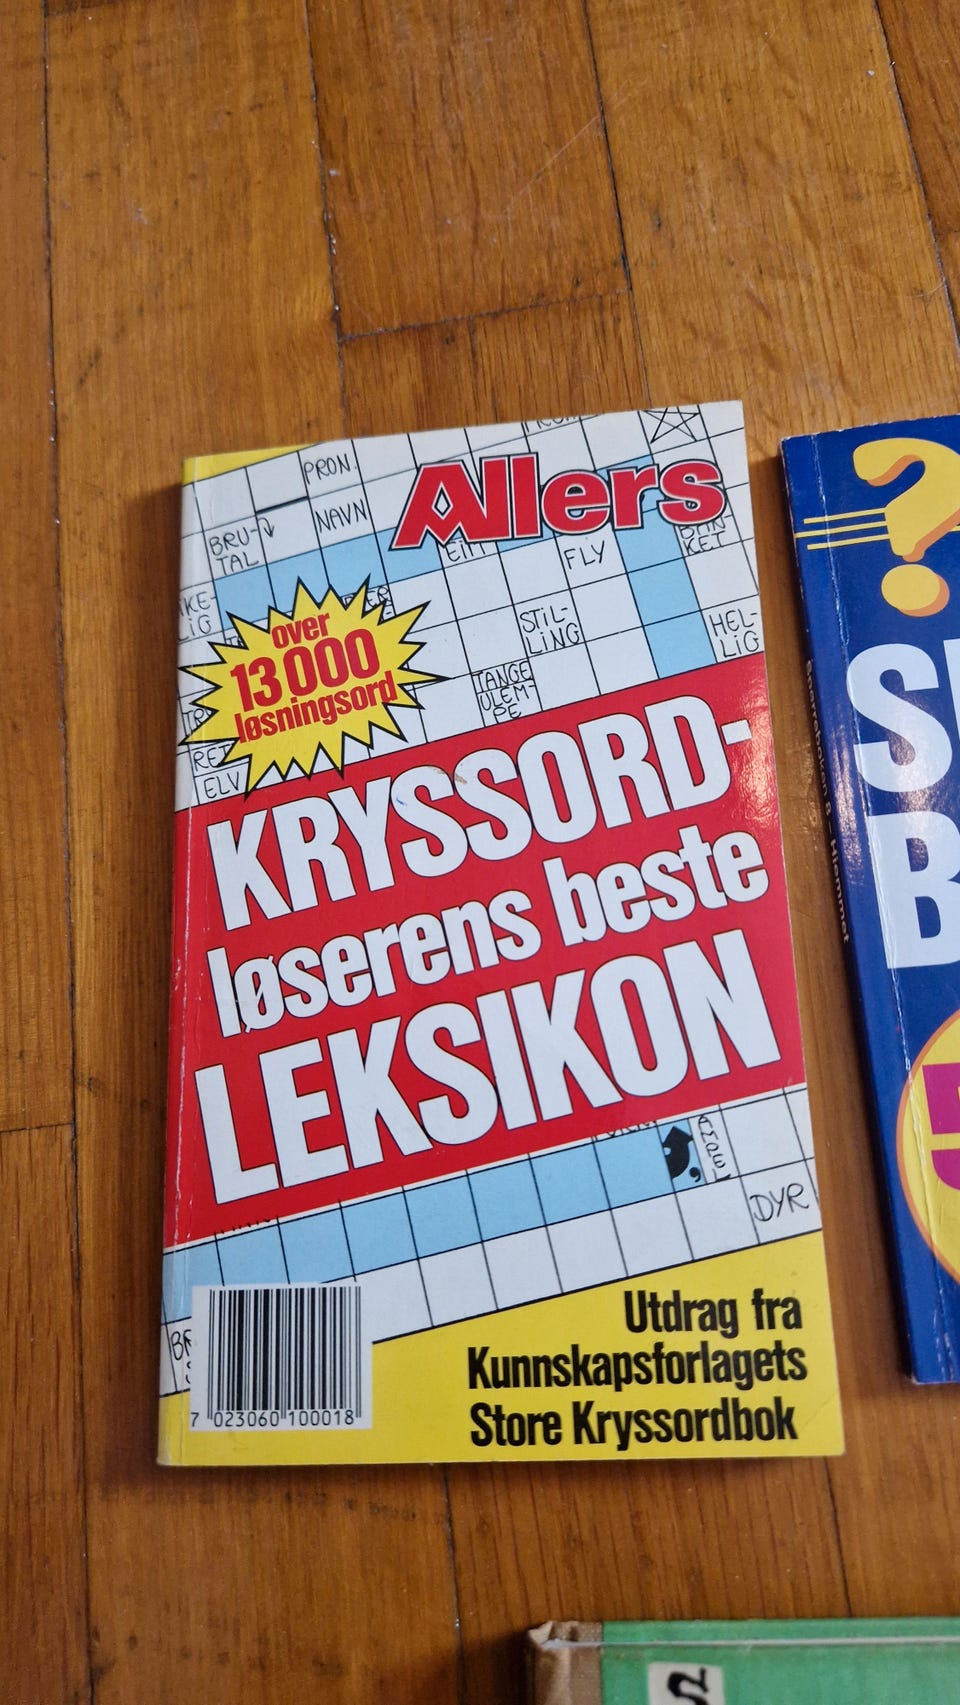 PRON.
Allers
NAVN
BRU-
TAL
FLY
STIL-
LING
HEL-
LIG
TANGE
ULEM-
PE
ELV
over
13 000
løsningsord
KRYSSORD-
løserens beste
LEKSIKON
DYR
Utdrag fra
Kunnskapsforlagets
Store Kryssordbok
7 023060 100018
?
Hjemmet